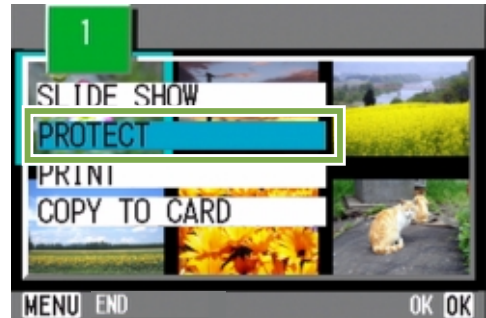 1
SLIDE SHOW
PROTECT
PRINT
COPY TO CARD
MENU END OK OK